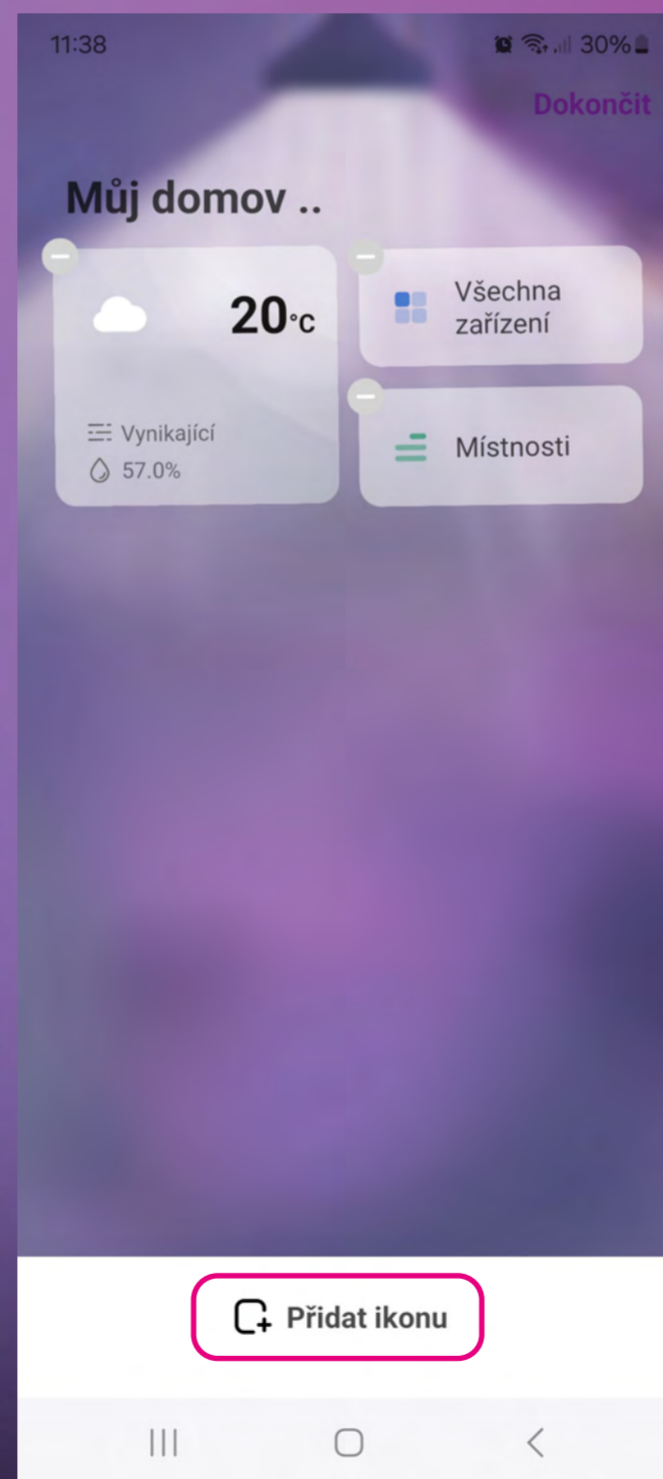 11:38
30%
Dokončit
Můj domov ..
20°C
Vynikající
57.0%
Všechna
zařízení
Místnosti
Přidat ikonu